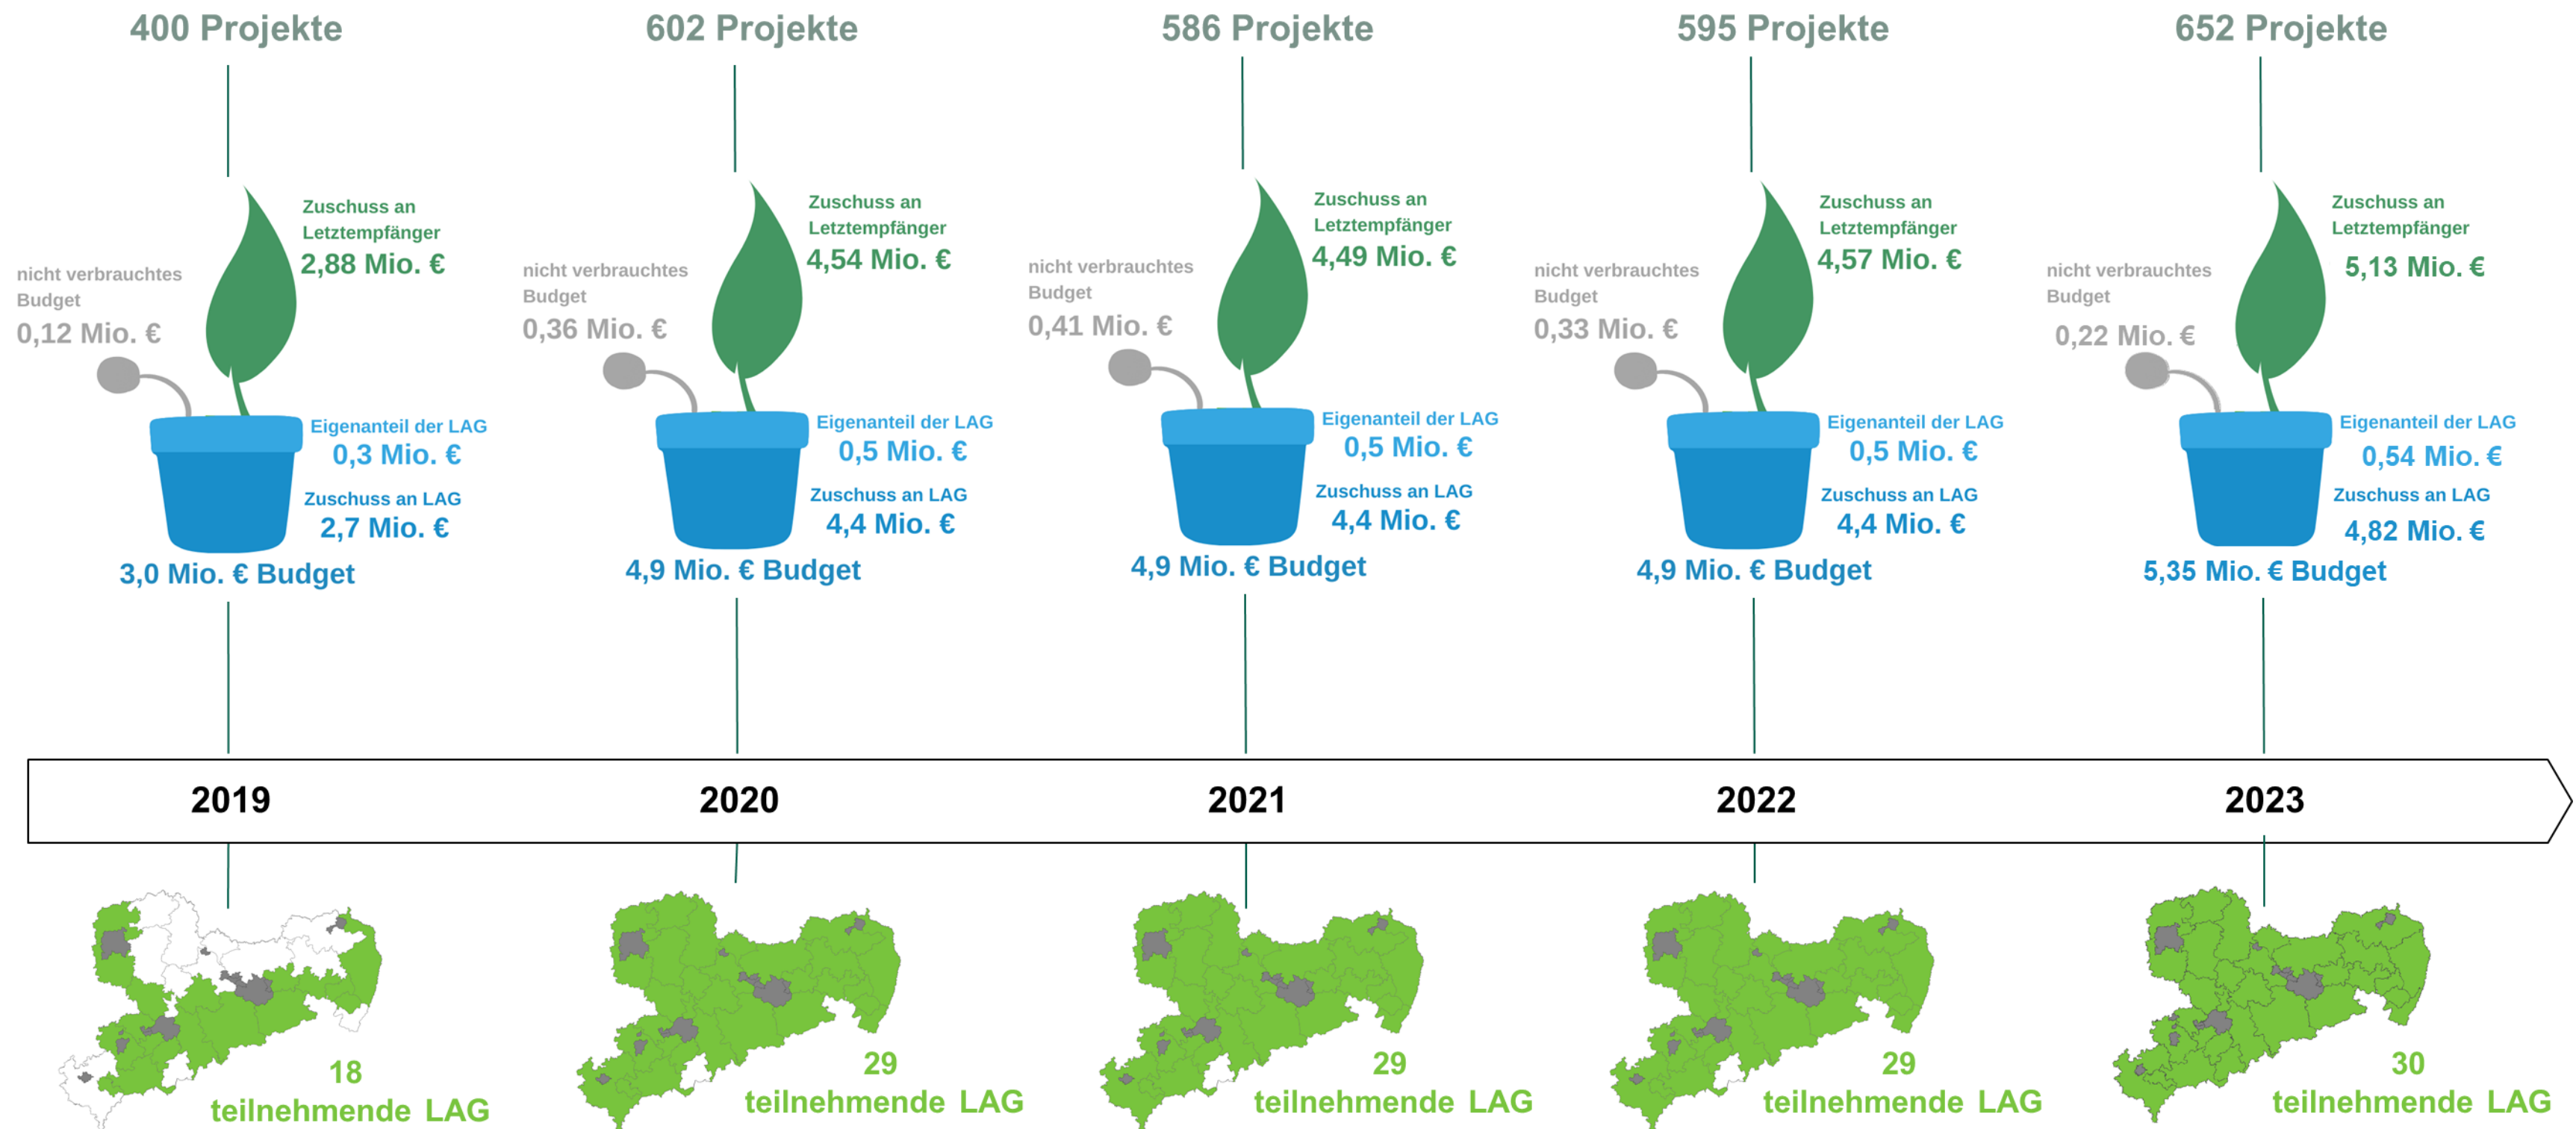 400 Projekte
Zuschuss an
Letztempfänger
2,88 Mio. €
nicht verbrauchtes
Budget
0,12 Mio. €
Eigenanteil der LAG
0,3 Mio. €
Zuschuss an LAG
2,7 Mio. €
3,0 Mio. € Budget
602 Projekte
Zuschuss an
Letztempfänger
4,54 Mio. €
nicht verbrauchtes
Budget
0,36 Mio. €
Eigenanteil der LAG
0,5 Mio. €
Zuschuss an LAG
4,4 Mio. €
4,9 Mio. € Budget
586 Projekte
Zuschuss an
Letztempfänger
4,49 Mio. €
nicht verbrauchtes
Budget
0,41 Mio. €
Eigenanteil der LAG
0,5 Mio. €
Zuschuss an LAG
4,4 Mio. €
4,9 Mio. € Budget
595 Projekte
Zuschuss an
Letztempfänger
4,57 Mio. €
nicht verbrauchtes
Budget
0,33 Mio. €
Eigenanteil der LAG
0,5 Mio. €
Zuschuss an LAG
4,4 Mio. €
4,9 Mio. € Budget
652 Projekte
Zuschuss an
Letztempfänger
5,13 Mio. €
nicht verbrauchtes
Budget
0,22 Mio. €
Eigenanteil der LAG
0,54 Mio. €
Zuschuss an LAG
4,82 Mio. €
5,35 Mio. € Budget
2019
2020
2021
2022
2023
18
teilnehmende LAG
29
teilnehmende LAG
29
teilnehmende LAG
29
teilnehmende LAG
30
teilnehmende LAG